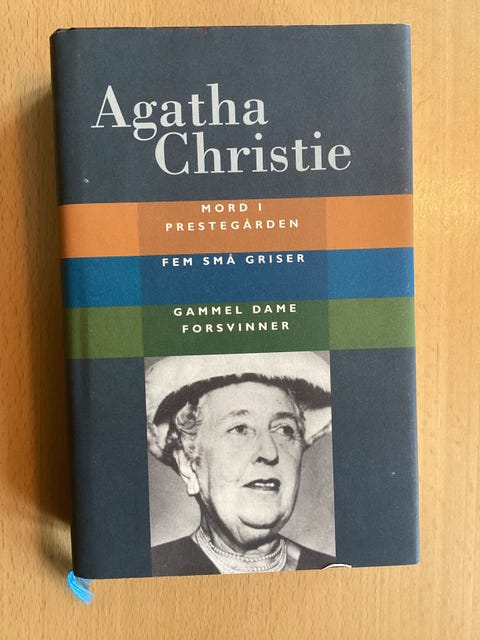 Agatha
Christie
MORD I
PRESTEGÅRDEN
FEM SMÅ GRISER
GAMMEL DAME
FORSVINNER